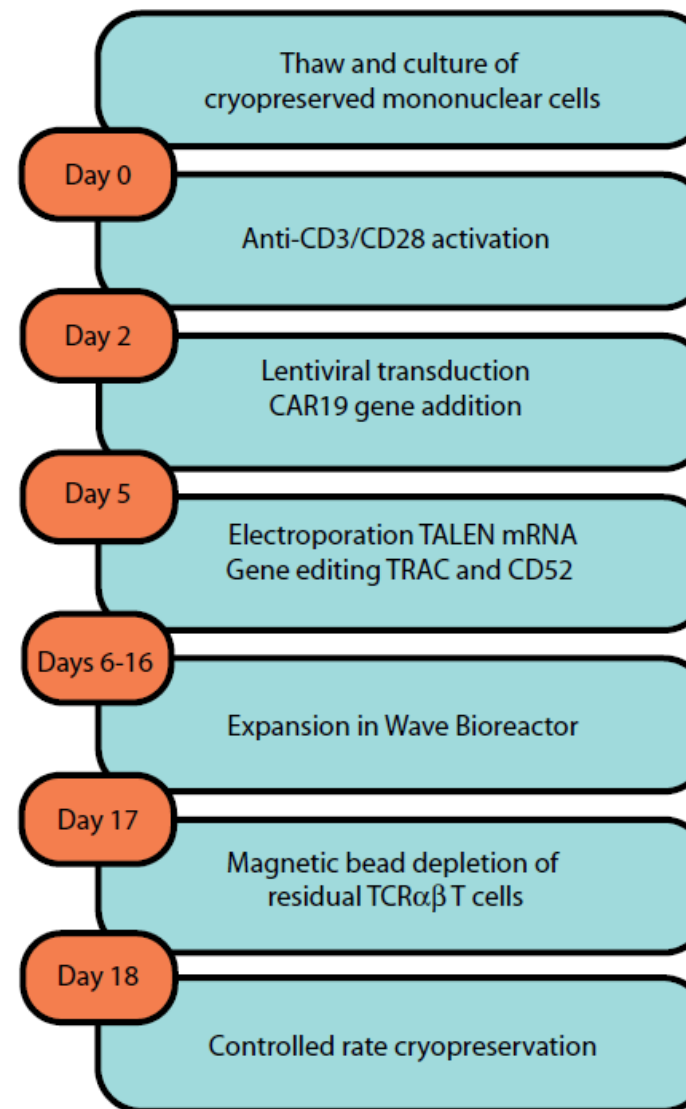 Thaw and culture of
cryopreserved mononuclear cells
Day 0
Anti-CD3/CD28 activation
Day 2
Lentiviral transduction
CAR19 gene addition
Day 5
Electroporation TALEN mRNA
Gene editing TRAC and CD52
Days 6-16
Expansion in Wave Bioreactor
Day 17
Magnetic bead depletion of
residual TCRαβ T cells
Day 18
Controlled rate cryopreservation